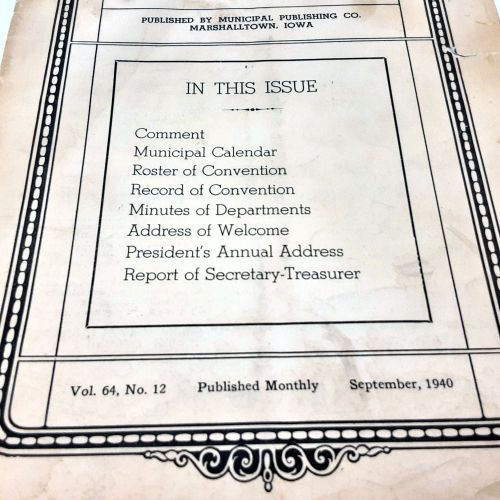 PUBLISHED BY MUNICIPAL PUBLISHING CO.
MARSHALLTOWN, IOWA
IN THIS ISSUE
Comment
Municipal Calendar
Roster of Convention
Record of Convention
Minutes of Departments
Address of Welcome
President's Annual Address
Report of Secretary-Treasurer
Vol. 64, No. 12 Published Monthly September, 1940